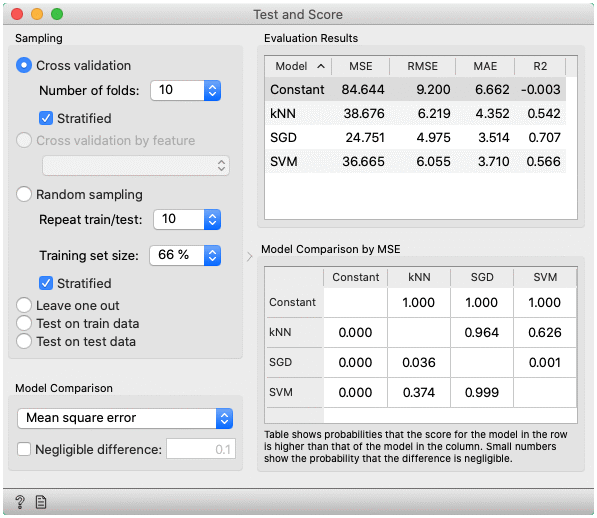 Test and Score
Sampling
Cross validation
Number of folds: 10
Stratified
Cross validation by feature
Random sampling
Repeat train/test: 10
Training set size: 66 %
Stratified
Leave one out
Test on train data
Test on test data
Model Comparison
Mean square error
Negligible difference: 0.1
Evaluation Results
Model MSE RMSE MAE R2
Constant 84.644 9.200 6.662 -0.003
kNN 38.676 6.219 4.352 0.542
SGD 24.751 4.975 3.514 0.707
SVM 36.665 6.055 3.710 0.566
Model Comparison by MSE
Constant kNN SGD SVM
Constant 1.000 1.000 1.000
kNN 0.000 0.964 0.626
SGD 0.000 0.036 0.001
SVM 0.000 0.374 0.999
Table shows probabilities that the score for the model in the row
is higher than that of the model in the column. Small numbers
show the probability that the difference is negligible.
?